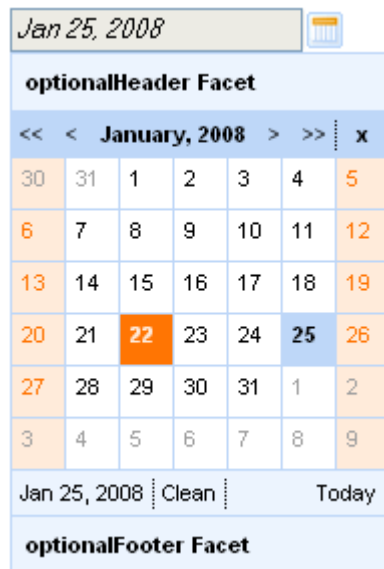 Jan 25, 2008
optionalHeader Facet
<< < January, 2008 > >> x
30 31 1 2 3 4 5
6 7 8 9 10 11 12
13 14 15 16 17 18 19
20 21 22 23 24 25 26
27 28 29 30 31 1 2
3 4 5 6 7 8 9
Jan 25, 2008 Clean Today
optionalFooter Facet